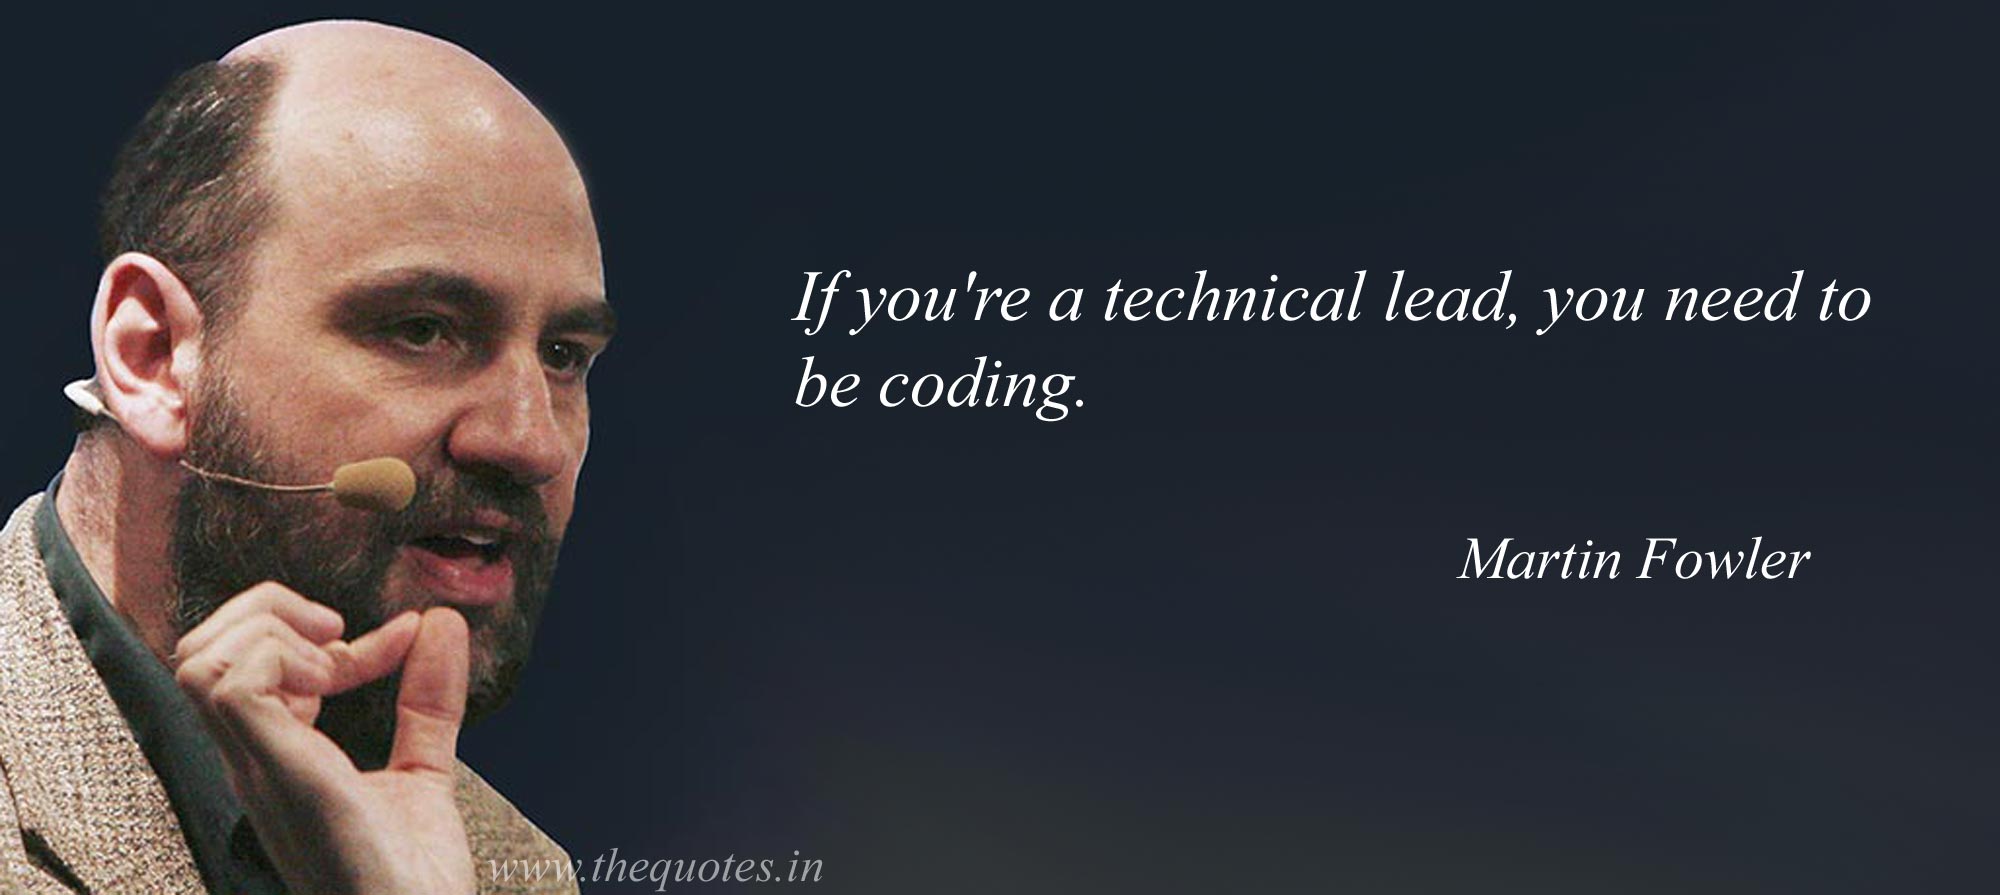 If you're a technical lead, you need to
be coding.
Martin Fowler
www.thequotes.in